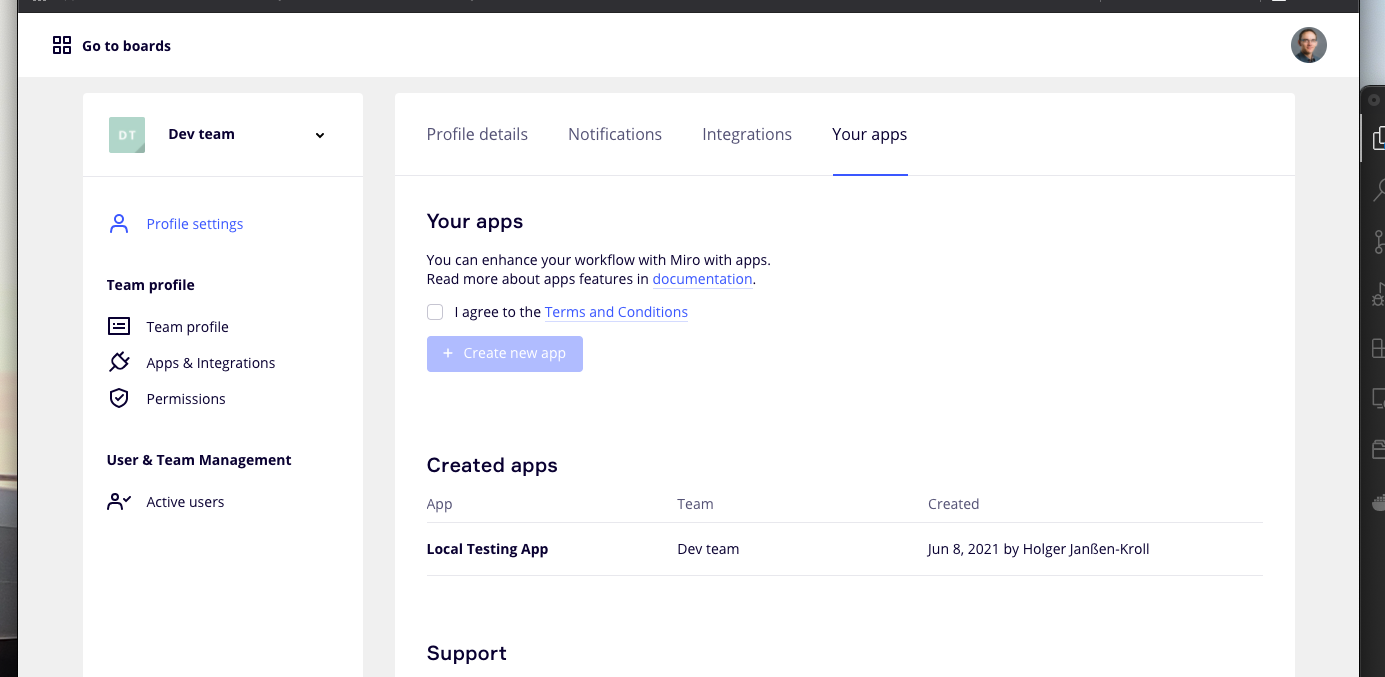 Go to boards
DT
Dev team
Profile settings
Team profile
Team profile
Apps & Integrations
Permissions
User & Team Management
Active users
Profile details
Notifications
Integrations
Your apps
Your apps
You can enhance your workflow with Miro with apps.
Read more about apps features in documentation.
I agree to the Terms and Conditions
+ Create new app
Created apps
App Team Created
Local Testing App Dev team Jun 8, 2021 by Holger Janßen-Kroll
Support